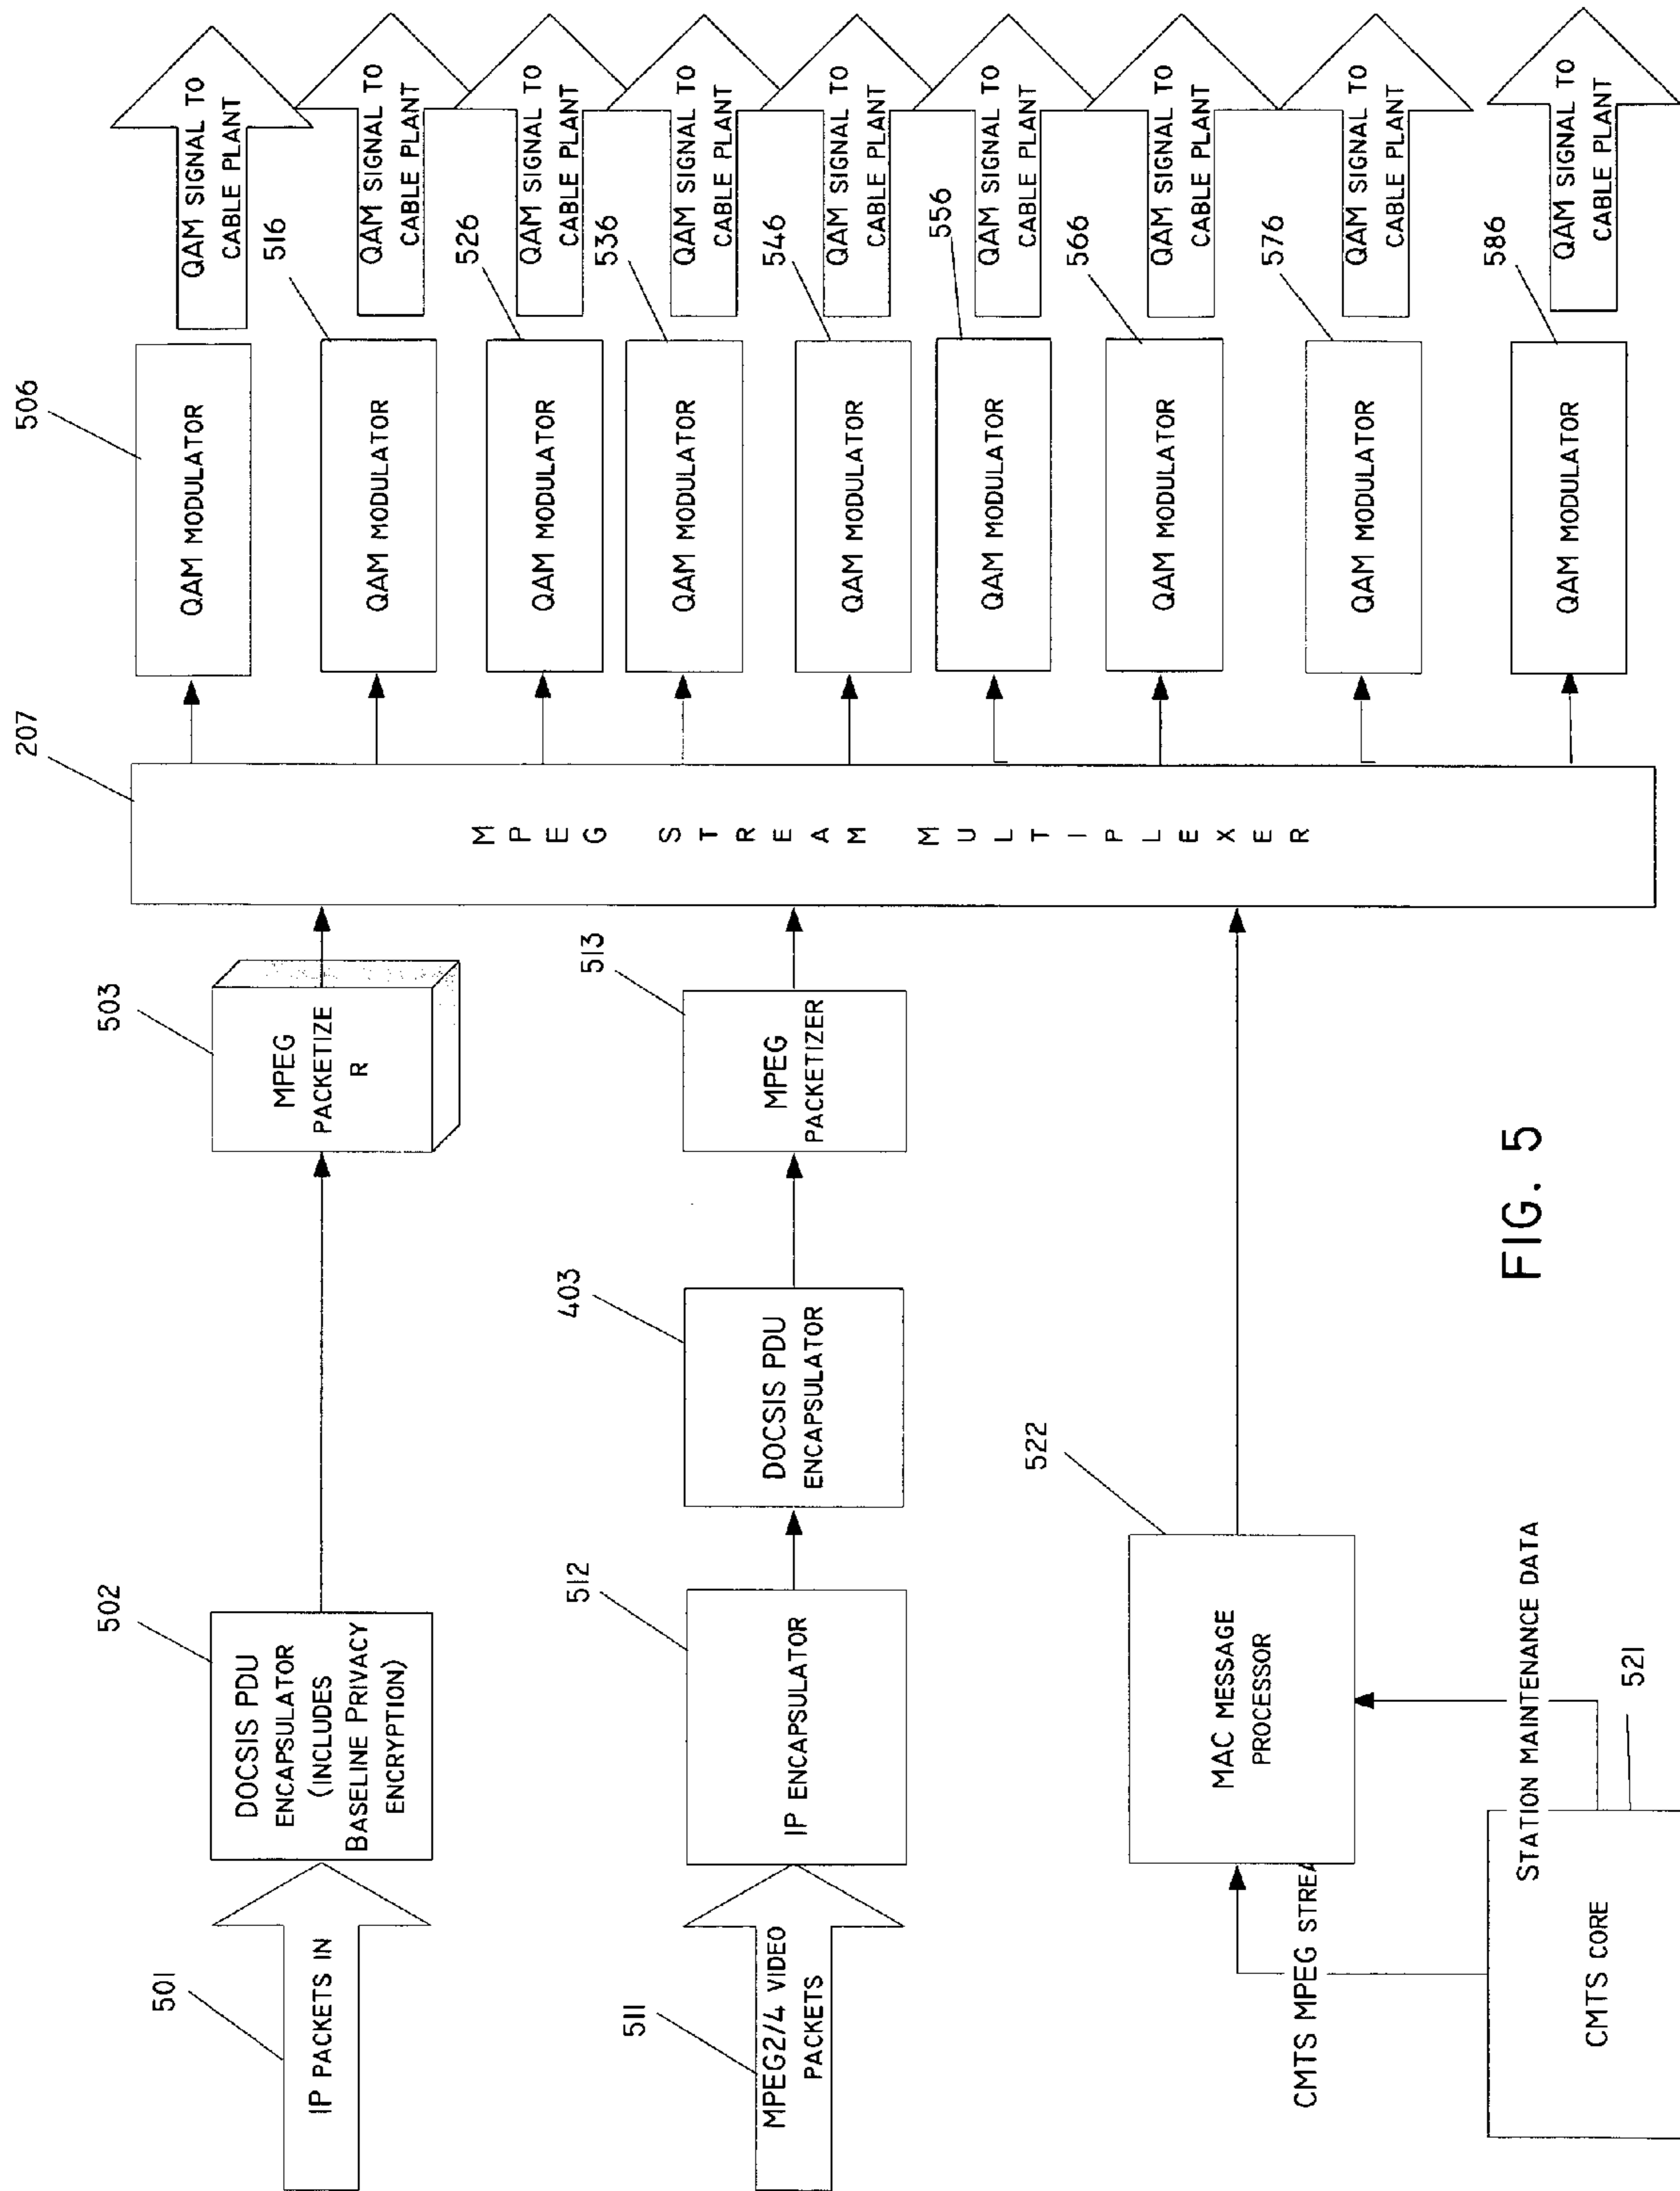 501
IP PACKETS IN
502
DOCSIS PDU
ENCAPSULATOR
(INCLUDES
BASELINE PRIVACY
ENCRYPTION)
503
MPEG
PACKETIZE
R
511
MPEG2/4 VIDEO
PACKETS
512
IP ENCAPSULATOR
403
DOCSIS PDU
ENCAPSULATOR
513
MPEG
PACKETIZER
CMTS MPEG STREA
522
MAC MESSAGE
PROCESSOR
STATION MAINTENANCE DATA
521
CMTS CORE
207
MPEG STREAM MULTIPLEXER
506
QAM MODULATOR
QAM SIGNAL TO
CABLE PLANT
516
QAM MODULATOR
QAM SIGNAL TO
CABLE PLANT
526
QAM MODULATOR
QAM SIGNAL TO
CABLE PLANT
536
QAM MODULATOR
QAM SIGNAL TO
CABLE PLANT
546
QAM MODULATOR
QAM SIGNAL TO
CABLE PLANT
556
QAM MODULATOR
QAM SIGNAL TO
CABLE PLANT
566
QAM MODULATOR
QAM SIGNAL TO
CABLE PLANT
576
QAM MODULATOR
QAM SIGNAL TO
CABLE PLANT
586
QAM MODULATOR
QAM SIGNAL TO
CABLE PLANT
FIG. 5